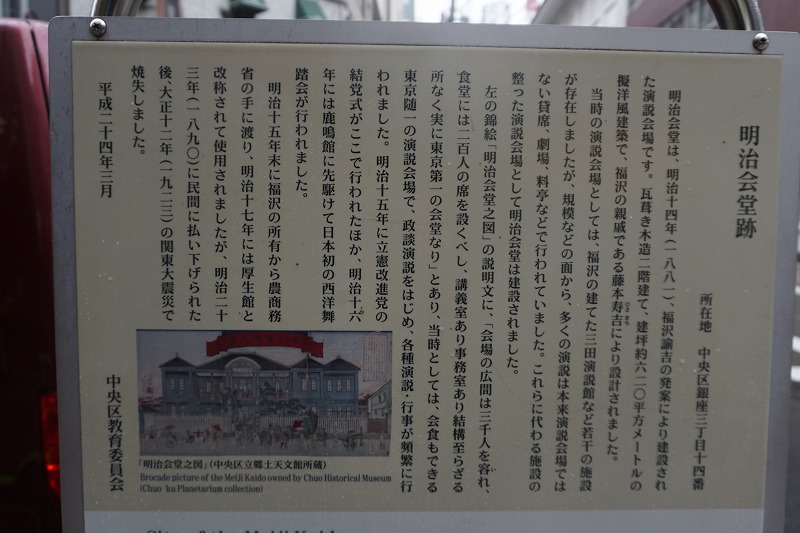 明治会堂跡
所在地　中央区銀座三丁目十四番
明治会堂は、明治十四年（一八八一）、福沢諭吉の発案により建設され
た演説会場です。瓦葺き木造二階建て、建坪約六二〇平方メートルの
擬洋風建築で、福沢の親戚である藤本寿吉により設計されました。
当時の演説会場としては、福沢の建てた三田演説館など若干の施設
が存在しましたが、規模などの面から、多くの演説は本来演説会場では
ない貸席、劇場、料亭などで行われていました。これらに代わる施設の
整った演説会場として明治会堂は建設されました。
左の錦絵「明治会堂之図」の説明文に、「会場の広間は三千人を容れ、
食堂には二百人の席を設くべし、講義室あり事務室あり結構至らざる
所なく実に東京第一の会堂なり」とあり、当時としては、会食もできる
東京随一の演説会場で、政談演説をはじめ、各種演説・行事が頻繁に行
われました。明治十五年に立憲改進党の
結党式がここで行われたほか、明治十六
年には鹿鳴館に先駆けて日本初の西洋舞
踏会が行われました。
明治十五年末に福沢の所有から農商務
省の手に渡り、明治十七年には厚生館と
改称されて使用されましたが、明治二十
三年（一八九〇）に民間に払い下げられた
後、大正十二年（一九二三）の関東大震災で
焼失しました。
平成二十四年三月
中央区教育委員会
「明治会堂之図」（中央区立郷土天文館所蔵）
Brocade picture of the Meiji Kaido owned by Chuo Historical Museum
(Chuo-ku Planetarium collection)